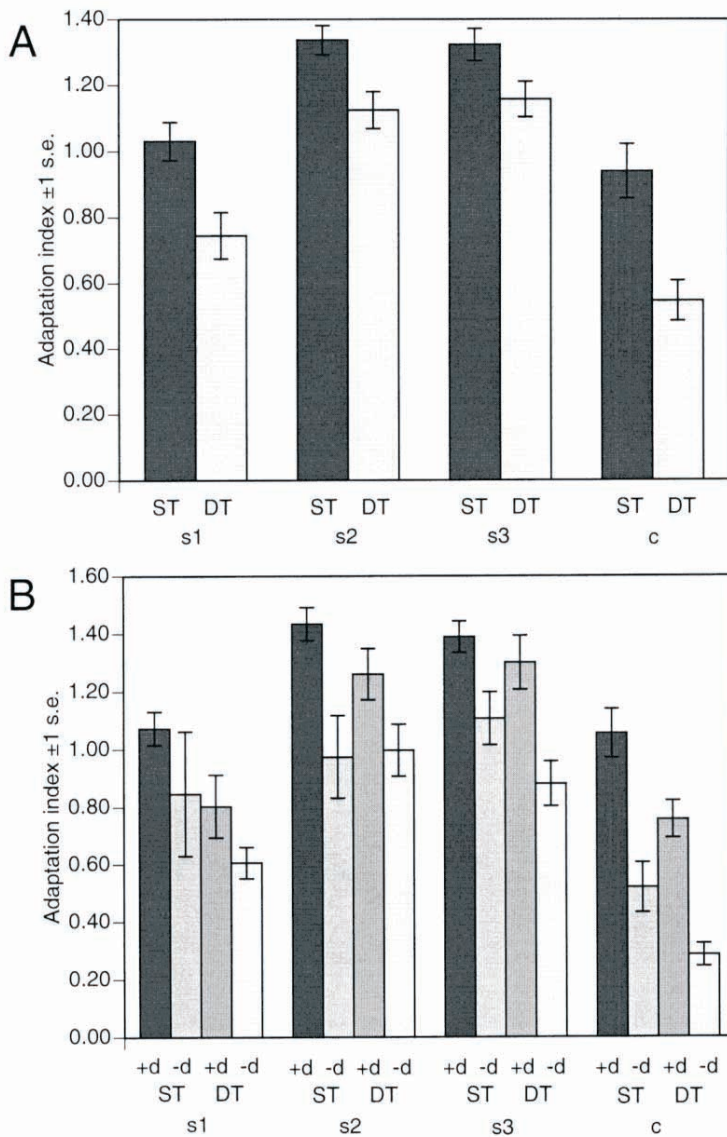 A
Adaptation index ±1 s.e.
1.40
1.20
1.00
0.80
0.60
0.40
0.20
0.00
ST DT ST DT ST DT ST DT
s1 s2 s3 c
B
Adaptation index ±1 s.e.
1.60
1.40
1.20
1.00
0.80
0.60
0.40
0.20
0.00
+d -d +d -d +d -d +d -d +d -d +d -d +d -d +d -d
ST DT ST DT ST DT ST DT
s1 s2 s3 c